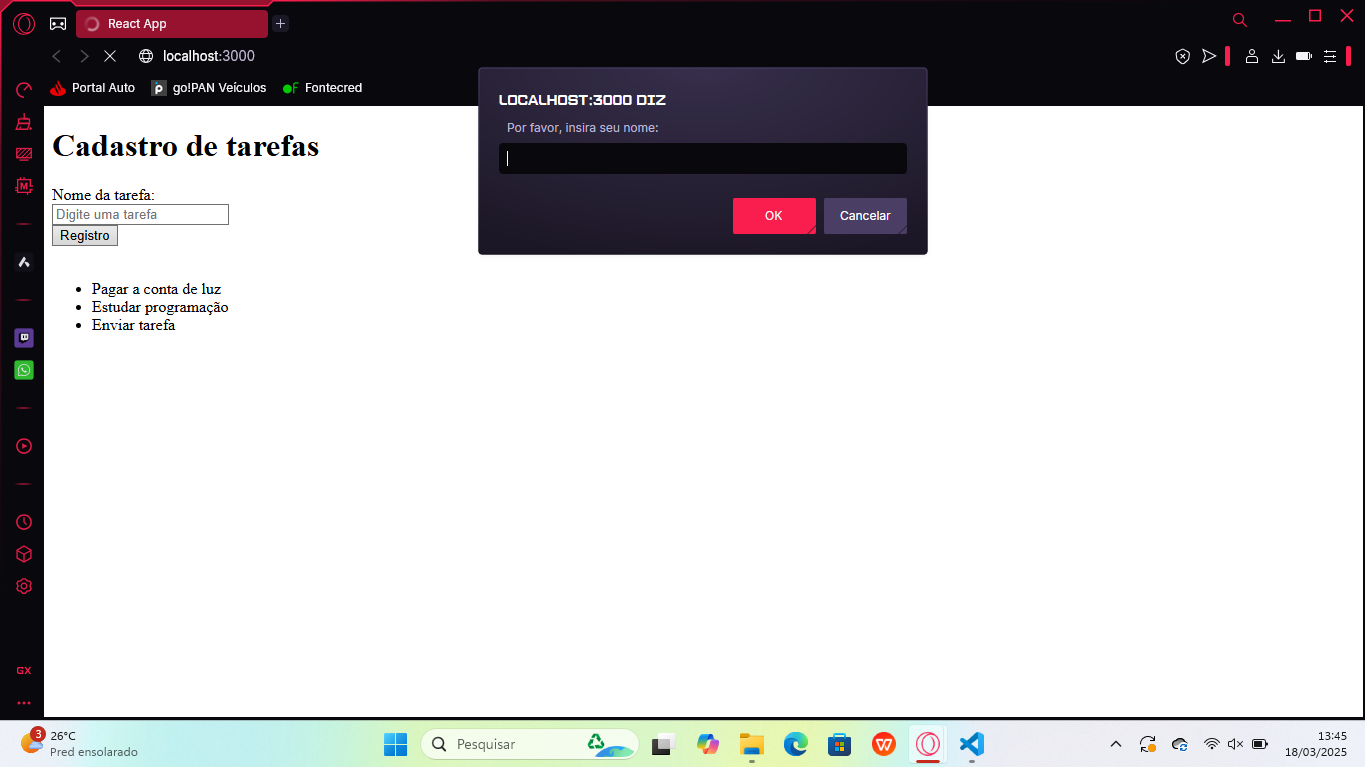 React App
localhost:3000
Portal Auto
go!PAN Veículos
Fontecred
LOCALHOST:3000 DIZ
Por favor, insira seu nome:
OK
Cancelar
Cadastro de tarefas
Nome da tarefa:
Digite uma tarefa
Registro
Pagar a conta de luz
Estudar programação
Enviar tarefa
M
GX
3
26°C
Pred ensolarado
Pesquisar
13:45
18/03/2025